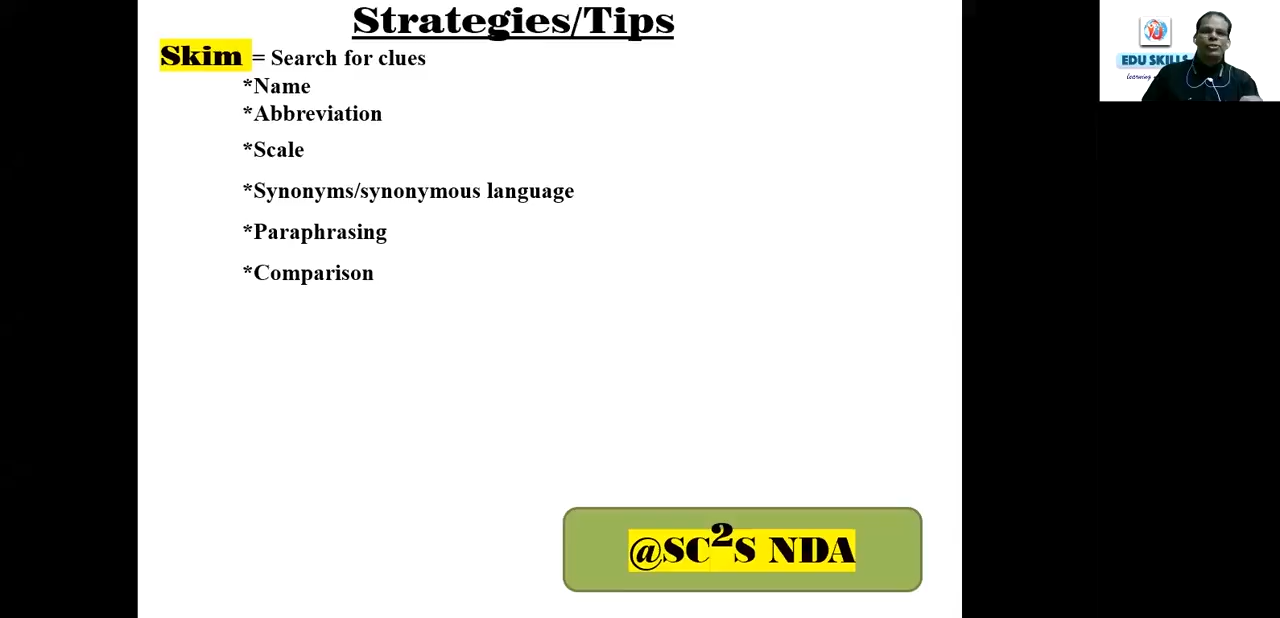 Strategies/Tips
Skim = Search for clues
*Name
*Abbreviation
*Scale
*Synonyms/synonymous language
*Paraphrasing
*Comparison
@SC²S NDA
EDU SKILLS